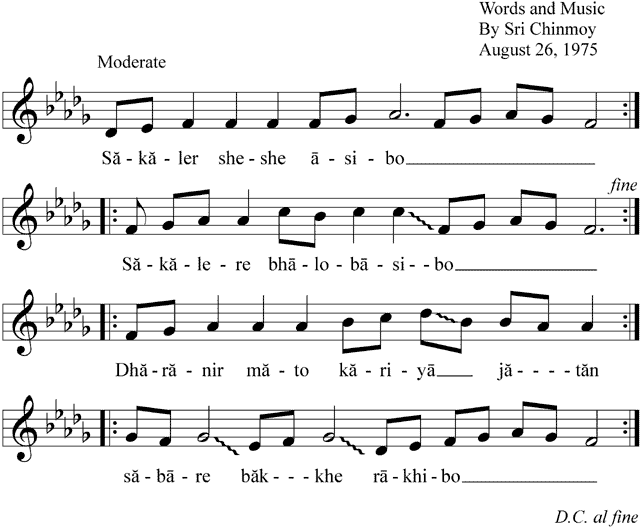 Words and Music
By Sri Chinmoy
August 26, 1975
Moderate
Să - kă - ler she - she ā - si - bo
fine
Să - kă - le - re bhā - lo - bā - si - - bo
Dhă - ră - nir mă - to kă - ri - yā jă - - - tăn
să - bā - re băk - - - khe rā - khi - bo
D.C. al fine